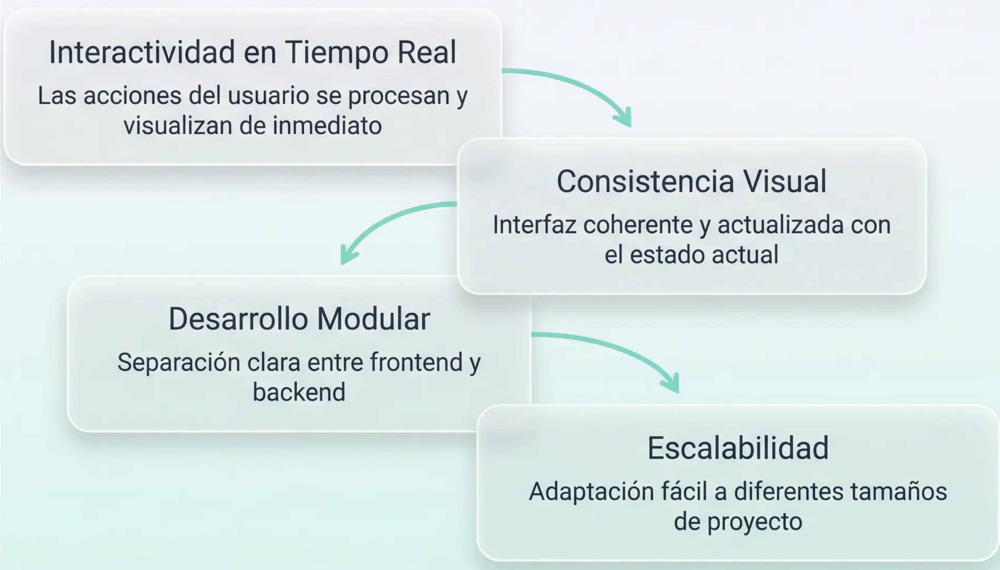 Interactividad en Tiempo Real
Las acciones del usuario se procesan y
visualizan de inmediato
Consistencia Visual
Interfaz coherente y actualizada con
el estado actual
Desarrollo Modular
Separación clara entre frontend y
backend
Escalabilidad
Adaptación fácil a diferentes tamaños
de proyecto